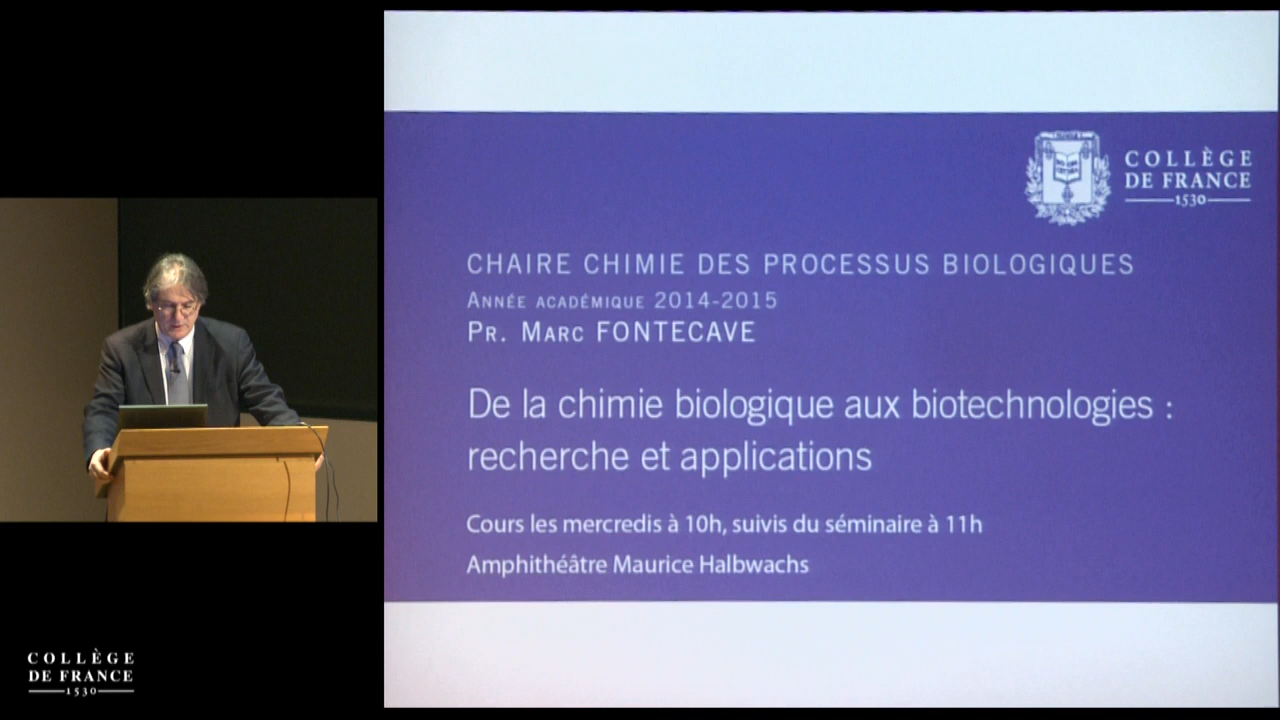 COLLÈGE
DE FRANCE
1530
CHAIRE CHIMIE DES PROCESSUS BIOLOGIQUES
ANNÉE ACADÉMIQUE 2014-2015
PR. MARC FONTECAVE
De la chimie biologique aux biotechnologies :
recherche et applications
Cours les mercredis à 10h, suivis du séminaire à 11h
Amphithéâtre Maurice Halbwachs
COLLÈGE
DE FRANCE
1530